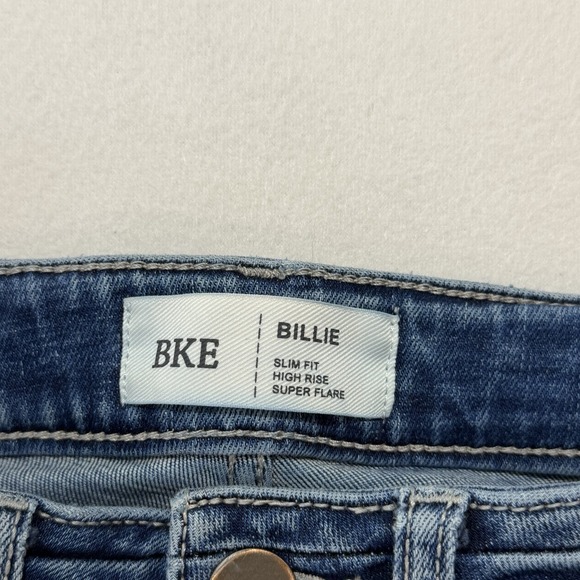 BKE
BILLIE
SLIM FIT
HIGH RISE
SUPER FLARE